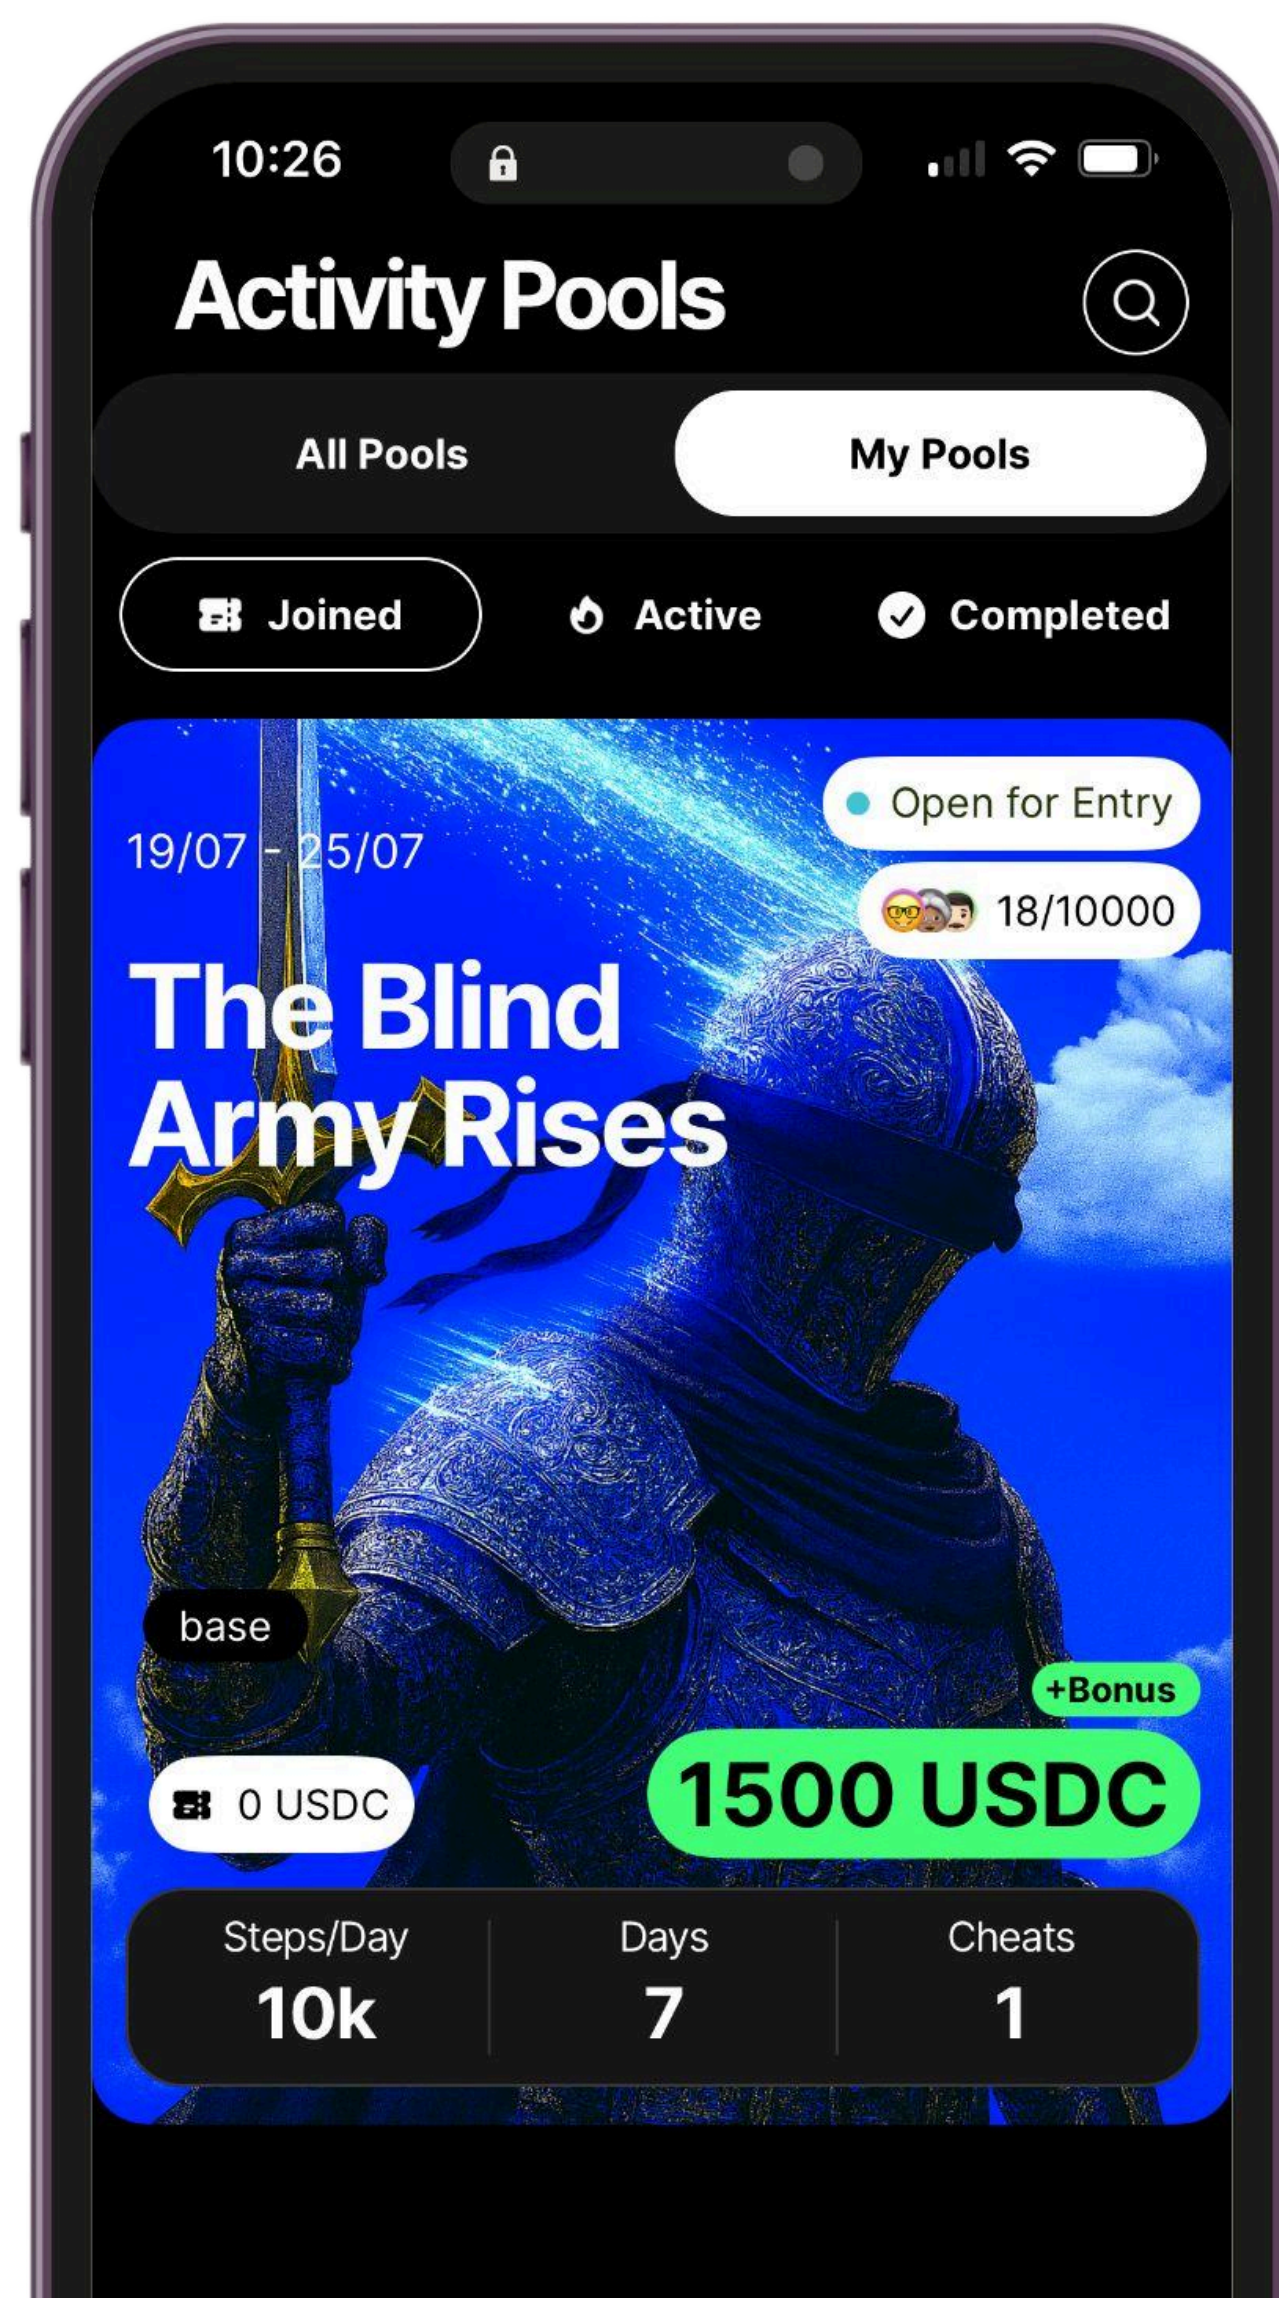 10:26
Activity Pools
All Pools
My Pools
Joined
Active
Completed
Open for Entry
19/07 - 25/07
18/10000
The Blind
Army Rises
base
+Bonus
0 USDC
1500 USDC
Steps/Day
Days
Cheats
10k
7
1